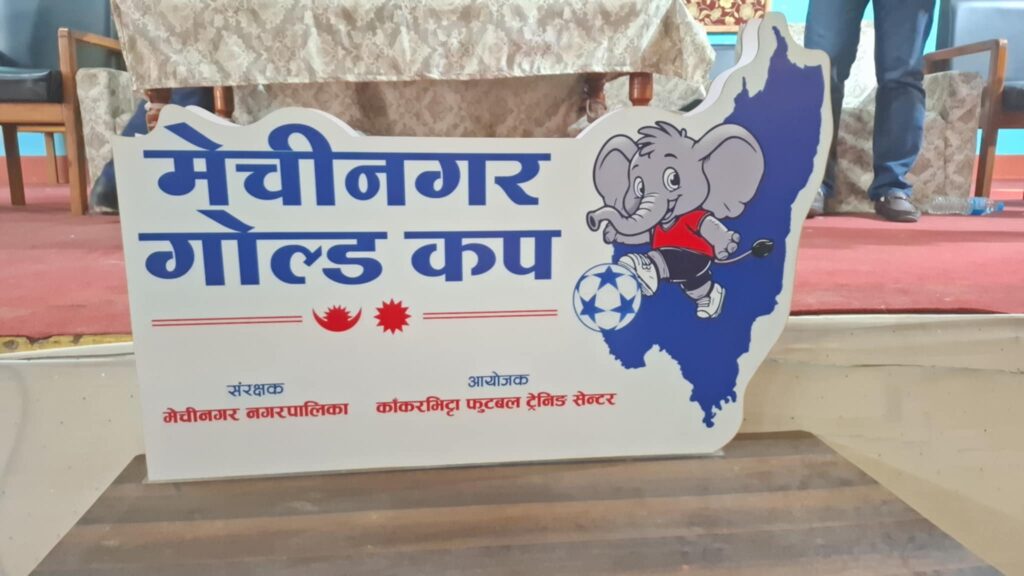 मेचीनगर
गोल्ड कप
संरक्षक
मेचीनगर नगरपालिका
आयोजक
काँकरभिट्टा फुटबल ट्रेनिङ सेन्टर